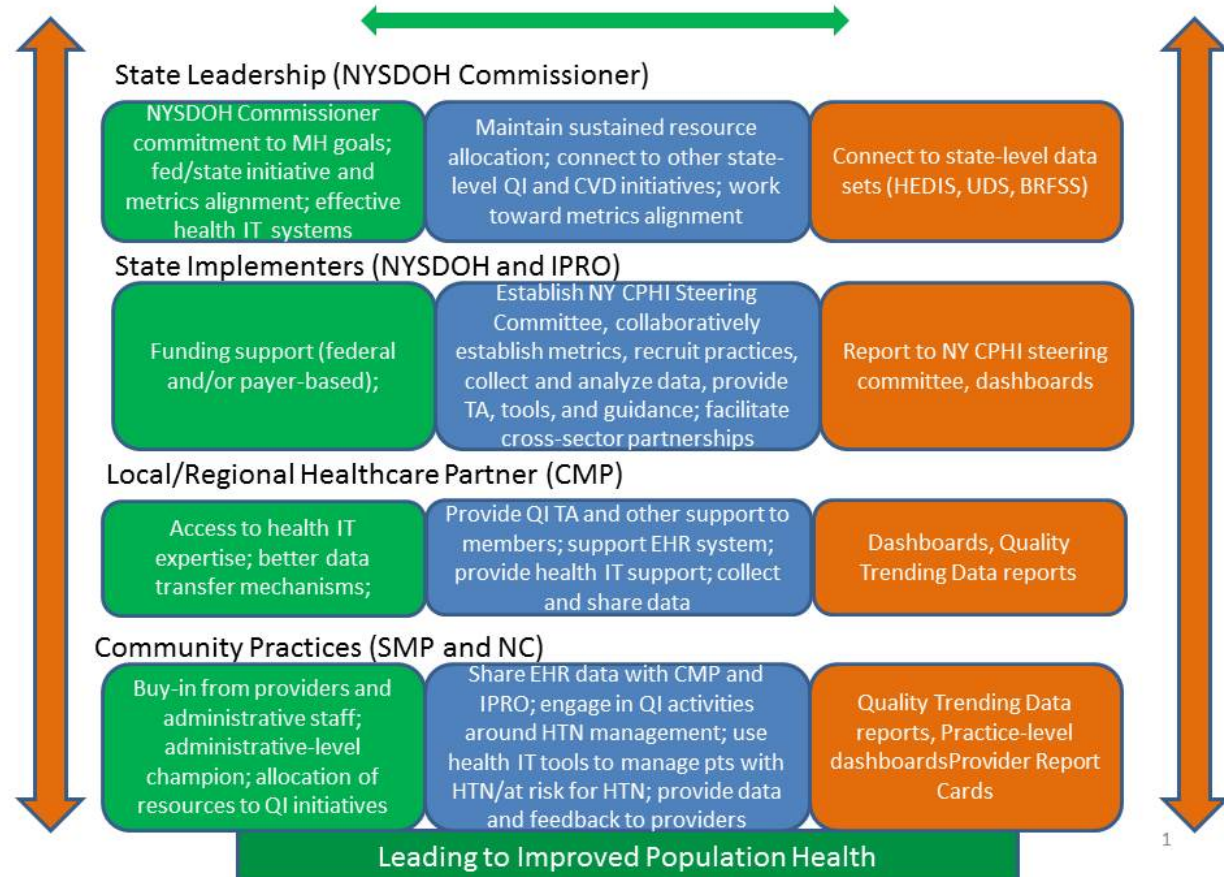 State Leadership (NYSDOH Commissioner)
NYSDOH Commissioner
commitment to MH goals;
fed/state initiative and
metrics alignment; effective
health IT systems
Maintain sustained resource
allocation; connect to other state-
level QI and CVD initiatives; work
toward metrics alignment
Connect to state-level data
sets (HEDIS, UDS, BRFSS)
State Implementers (NYSDOH and IPRO)
Funding support (federal
and/or payer-based);
Establish NY CPHI Steering
Committee, collaboratively
establish metrics, recruit practices,
collect and analyze data, provide
TA, tools, and guidance; facilitate
cross-sector partnerships
Report to NY CPHI steering
committee, dashboards
Local/Regional Healthcare Partner (CMP)
Access to health IT
expertise; better data
transfer mechanisms;
Provide QI TA and other support to
members; support EHR system;
provide health IT support; collect
and share data
Dashboards, Quality
Trending Data reports
Community Practices (SMP and NC)
Buy-in from providers and
administrative staff;
administrative-level
champion; allocation of
resources to QI initiatives
Share EHR data with CMP and
IPRO; engage in QI activities
around HTN management; use
health IT tools to manage pts with
HTN/at risk for HTN; provide data
and feedback to providers
Quality Trending Data
reports, Practice-level
dashboardsProvider Report
Cards
Leading to Improved Population Health
1